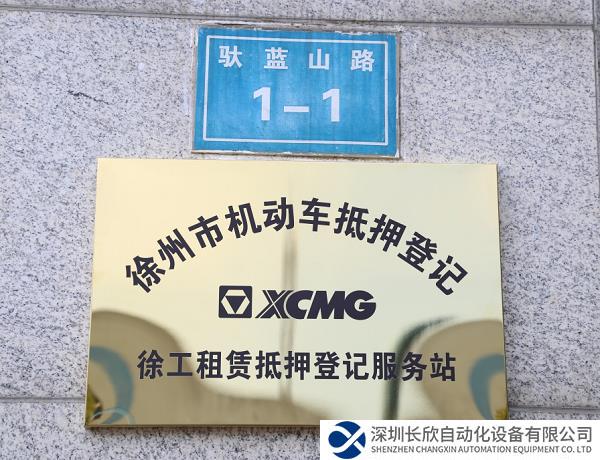 驮蓝山路
1-1
徐州市机动车抵押登记
XCMG
徐工租赁抵押登记服务站
深圳长欣自动化设备有限公司
SHENZHEN CHANGXIN AUTOMATION EQUIPMENT CO.,LTD